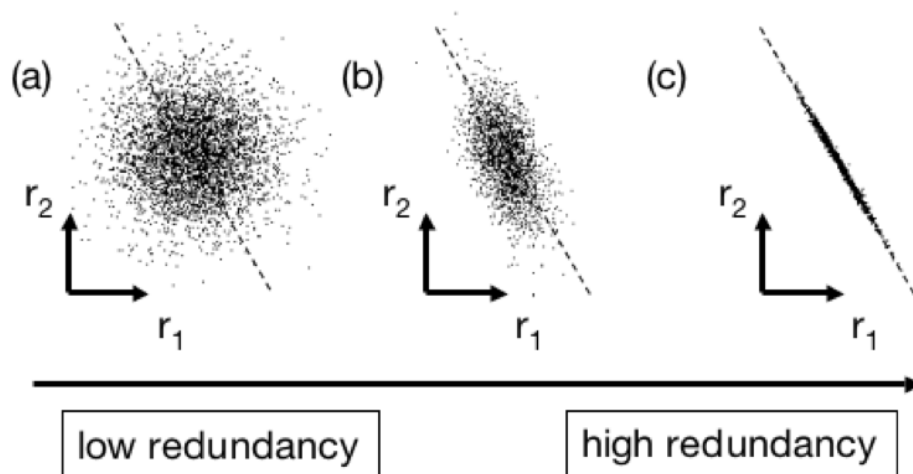 (a)
(b)
(c)
r2
r2
r2
r1
r1
r1
low redundancy
high redundancy